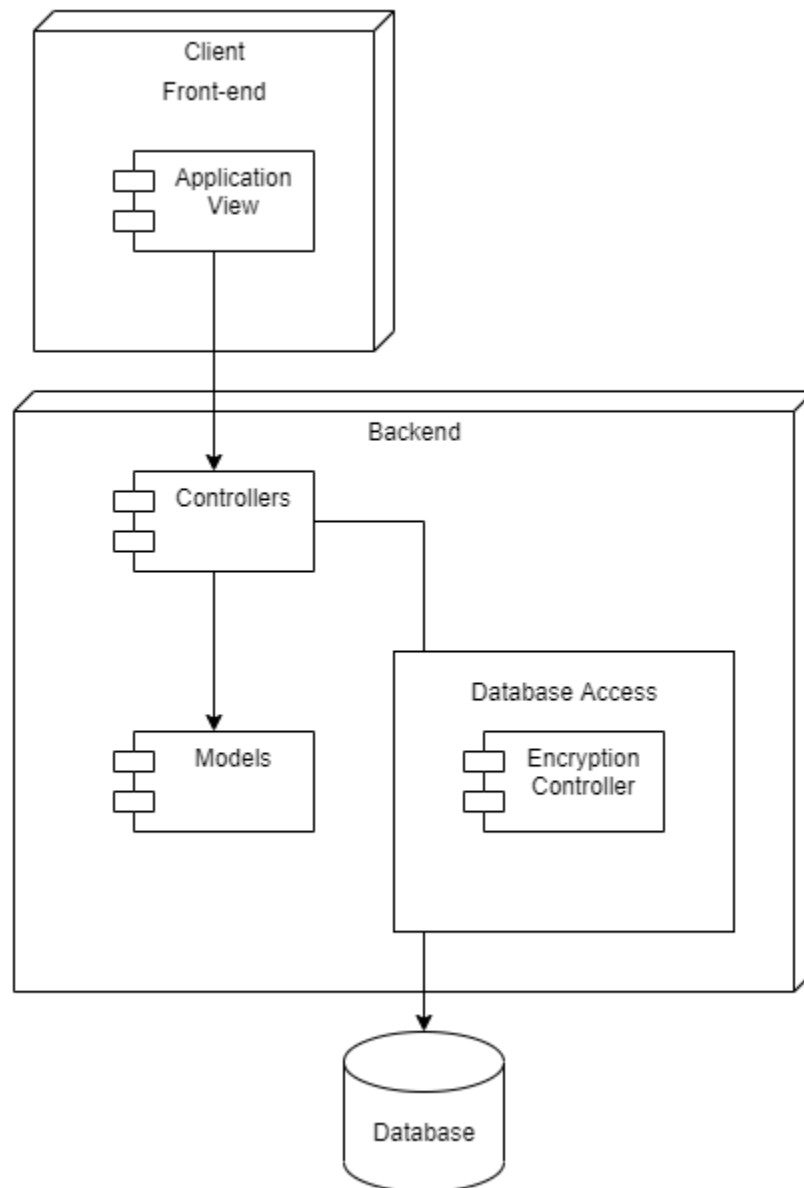 Client
Front-end
Application
View
Backend
Controllers
Database Access
Models
Encryption
Controller
Database